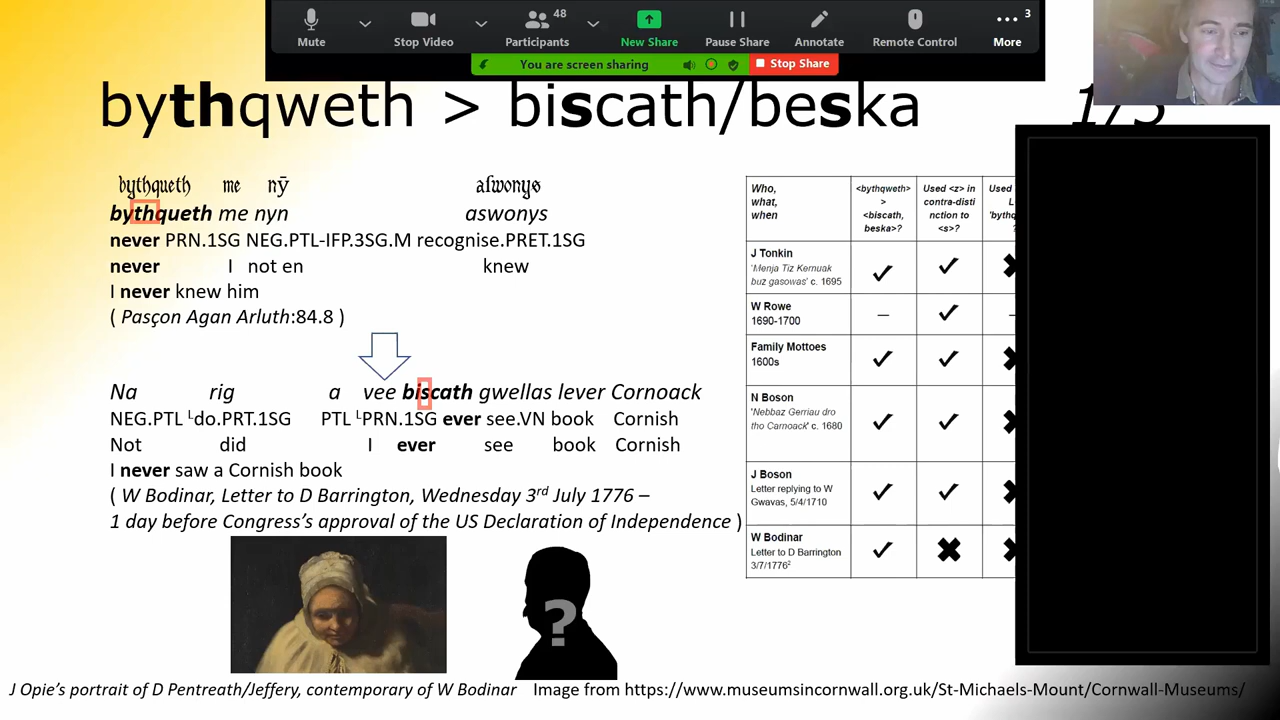 48
3
Mute
Stop Video
Participants
New Share
Pause Share
Annotate
Remote Control
More
You are screen sharing
Stop Share
bythqweth > biscath/beska
bythqueth me nȳ
bythqueth me nyn aswonys
never PRN.1SG NEG.PTL-IFP.3SG.M recognise.PRET.1SG
never I not en knew
I never knew him
( Pasçon Agan Arluth:84.8 )
Na rig a vee biscath gwellas lever Cornoack
NEG.PTL ᴸdo.PRT.1SG PTL ᴸPRN.1SG ever see.VN book Cornish
Not did I ever see book Cornish
I never saw a Cornish book
( W Bodinar, Letter to D Barrington, Wednesday 3rd July 1776 –
1 day before Congress’s approval of the US Declaration of Independence )
Who,
what,
when
<bythqweth>
>
<biscath,
beska>?
Used <z> in
contra-disti
nction to
<s>?
Used
L
'bythq
?
J Tonkin
'Menja Tiz Kernuak
buz gasowas' c. 1695
✓ ✓ ✖
W Rowe
1690-1700
– ✓ –
Family Mottoes
1600s
✓ ✓ ✖
N Boson
'Nebbaz Gerriau dro
tho Carnoack' c. 1680
✓ ✓ ✖
J Boson
Letter replying to W
Gwavas, 5/4/1710
✓ ✓ ✖
W Bodinar
Letter to D Barrington
3/7/1776²
✓ ✖ ✖
?
J Opie’s portrait of D Pentreath/Jeffery, contemporary of W Bodinar Image from https://www.museumsincornwall.org.uk/St-Michaels-Mount/Cornwall-Museums/